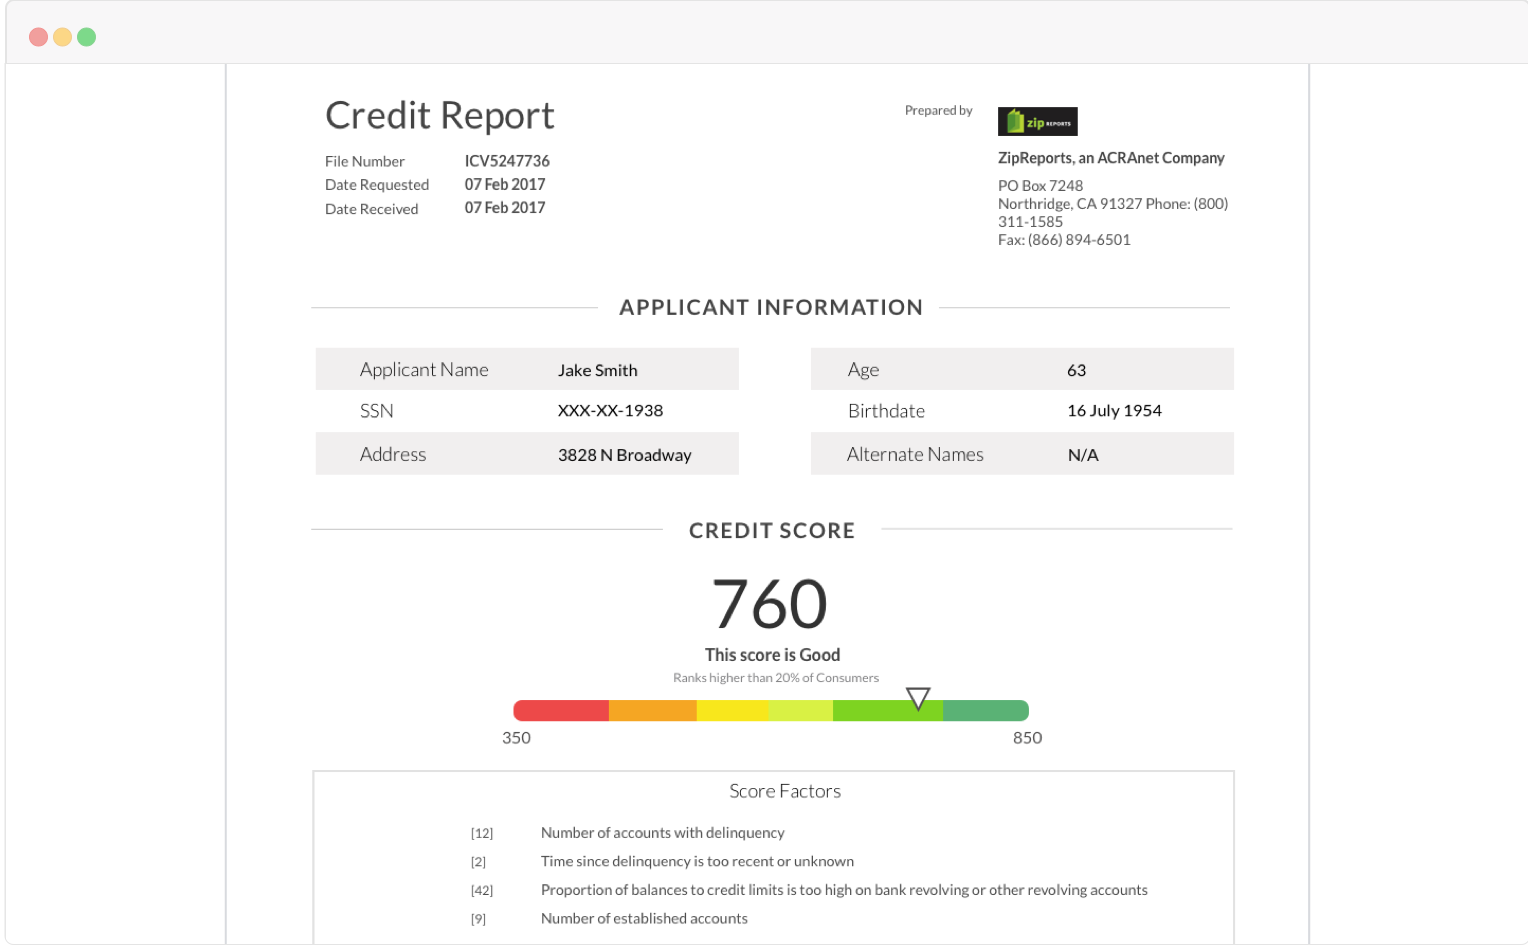 Credit Report
File Number ICV5247736
Date Requested 07 Feb 2017
Date Received 07 Feb 2017
Prepared by
zip REPORTS
ZipReports, an ACRAnet Company
PO Box 7248
Northridge, CA 91327 Phone: (800)
311-1585
Fax: (866) 894-6501
APPLICANT INFORMATION
Applicant Name Jake Smith
SSN XXX-XX-1938
Address 3828 N Broadway
Age 63
Birthdate 16 July 1954
Alternate Names N/A
CREDIT SCORE
760
This score is Good
Ranks higher than 20% of Consumers
350 850
Score Factors
[12] Number of accounts with delinquency
[2] Time since delinquency is too recent or unknown
[42] Proportion of balances to credit limits is too high on bank revolving or other revolving accounts
[9] Number of established accounts